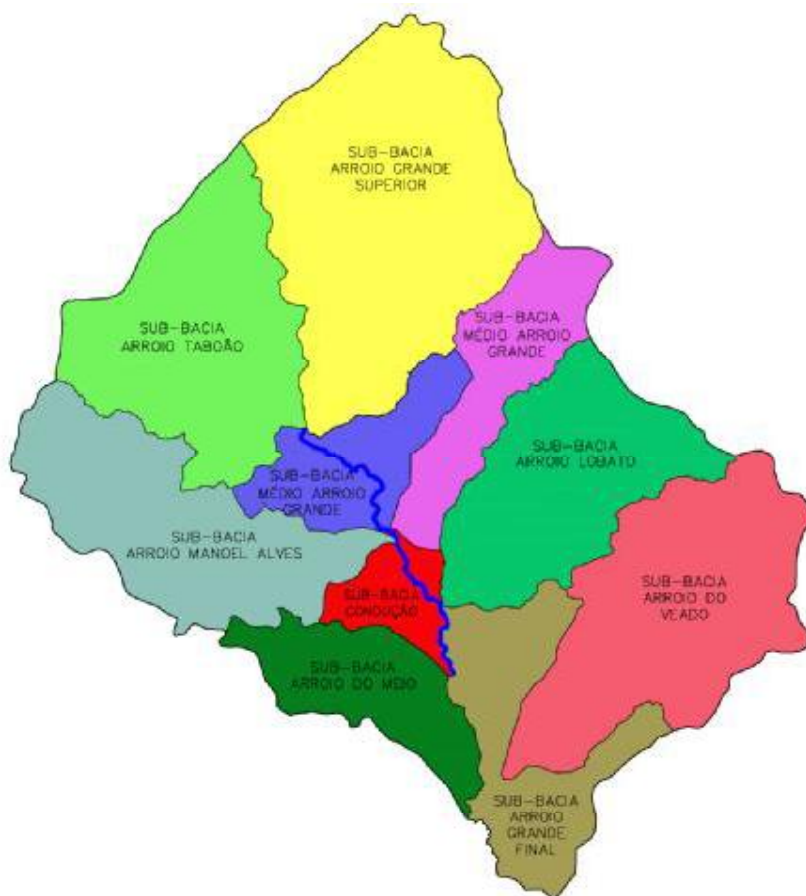 SUB-BACIA
ARROIO GRANDE
SUPERIOR
SUB-BACIA
ARROIO TABOÃO
SUB-BACIA
MÉDIO ARROIO
GRANDE
SUB-BACIA
ARROIO LOBATO
SUB-BACIA
MÉDIO ARROIO
GRANDE
SUB-BACIA
ARROIO MANOEL ALVES
SUB-BACIA
CONDUÇÃO
SUB-BACIA
ARROIO DO
VEADO
SUB-BACIA
ARROIO DO MEIO
SUB-BACIA
ARROIO
GRANDE
FINAL